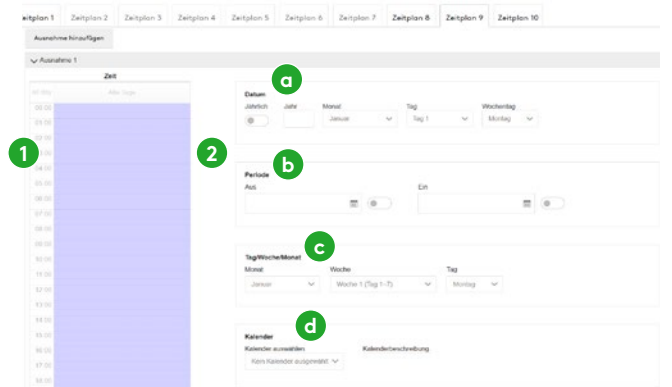 eitplan 1 Zeitplan 2 Zeitplan 3 Zeitplan 4 Zeitplan 5 Zeitplan 6 Zeitplan 7 Zeitplan 8 Zeitplan 9 Zeitplan 10
Ausnahme hinzufügen
Ausnahme 1
Zeit
Alle Tage
00:00
01:00
02:00
03:00
04:00
05:00
06:00
07:00
08:00
09:00
10:00
11:00
12:00
13:00
14:00
15:00
16:00
17:00
18:00
1
2
a
Datum
Jährlich Jahr Monat Tag Wochentag
Januar Tag 1 Montag
b
Periode
Aus Ein
c
Tag/Woche/Monat
Monat Woche Tag
Januar Woche 1 (Tag 1-7) Montag
d
Kalender
Kalender auswählen Kalenderbeschreibung
Kein Kalender ausgewählt